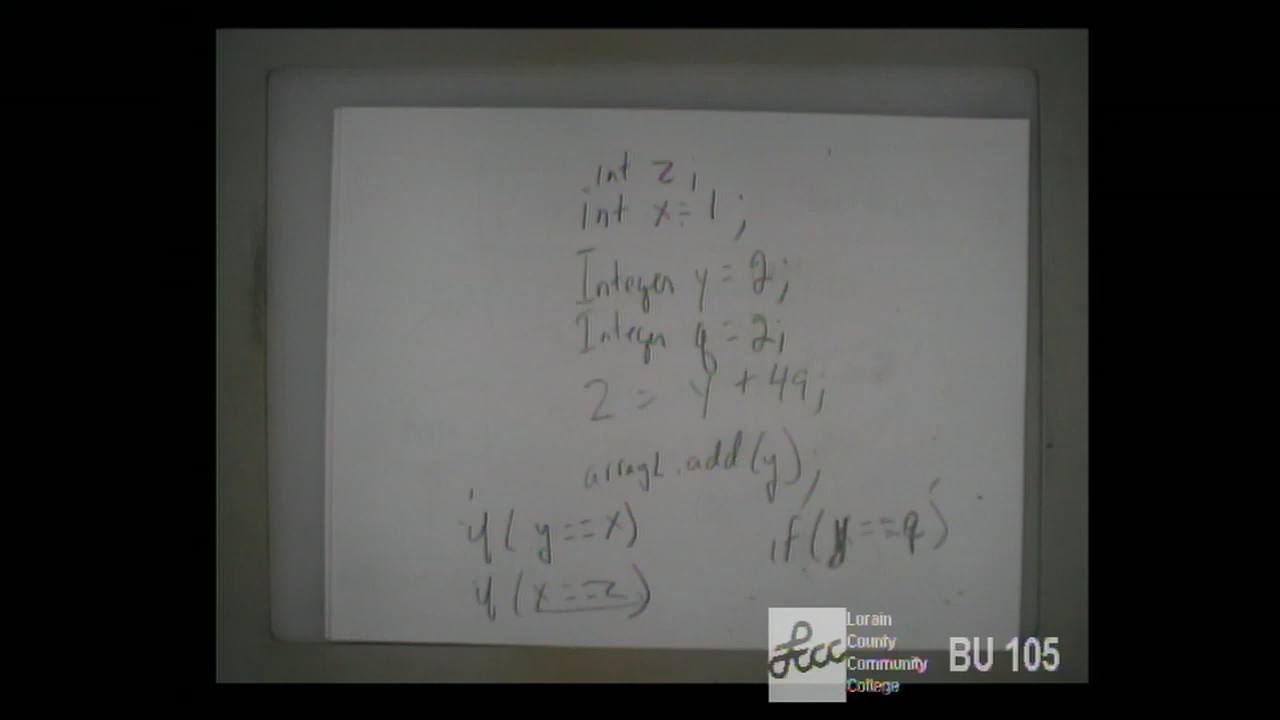 int z;
int x=1;
Integer y=2;
Integer q=2;
z = y + 49;
arrayL.add(y);
if(y==x)
if(y==q)
if(x==z)
Lorain
County
Community
College
lccc
BU 105